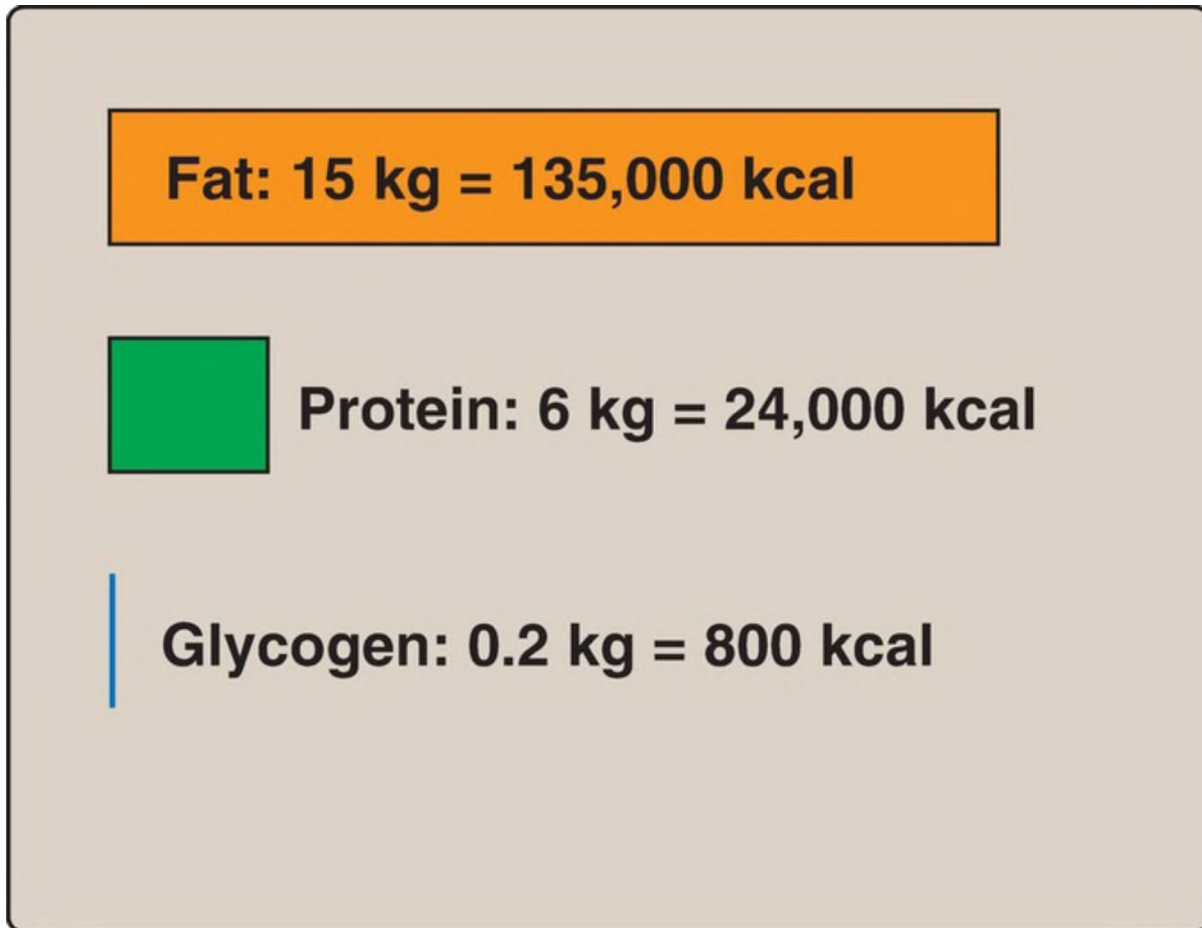 Fat: 15 kg = 135,000 kcal
Protein: 6 kg = 24,000 kcal
Glycogen: 0.2 kg = 800 kcal